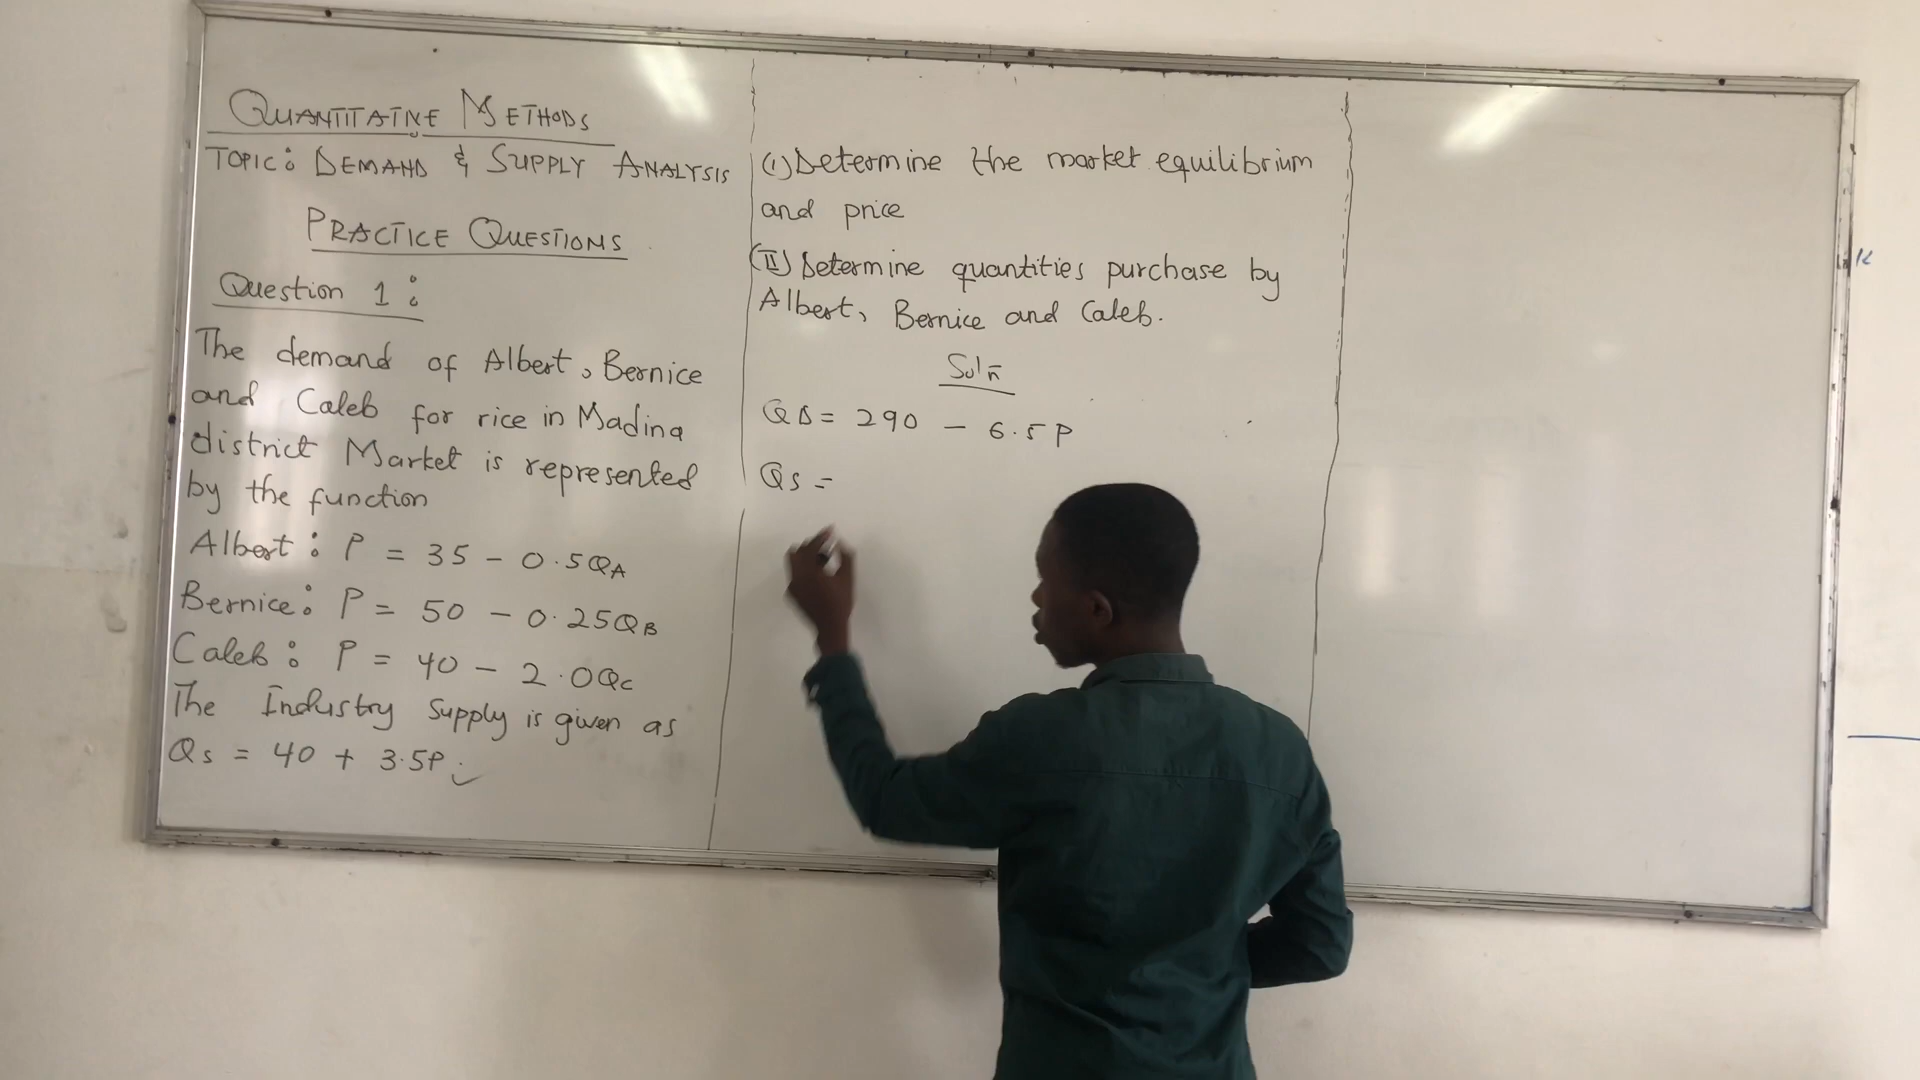 QUANTITATIVE METHODS
TOPIC: DEMAND & SUPPLY ANALYSIS
PRACTICE QUESTIONS
Question 1:
The demand of Albert, Bernice
and Caleb for rice in Madina
district Market is represented
by the function
Albert: P = 35 - 0.5QA
Bernice: P = 50 - 0.25QB
Caleb: P = 40 - 2.0Qc
The Industry Supply is given as
Qs = 40 + 3.5P.
(I) Determine the market equilibrium
and price
(II) Determine quantities purchase by
Albert, Bernice and Caleb.
Sol n
QD = 290 - 6.5P
Qs =